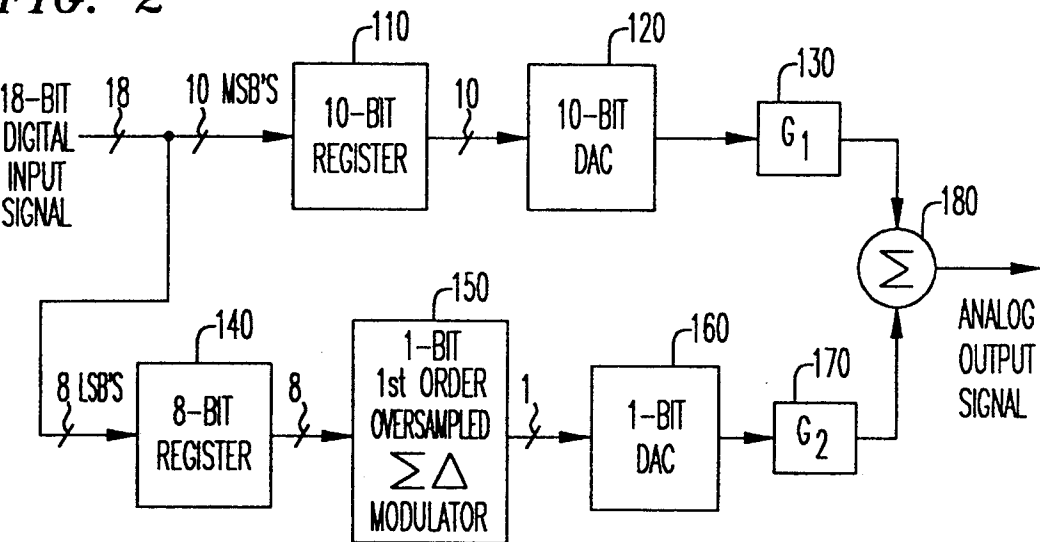 FIG. 2
110
120
130
18-BIT
DIGITAL
INPUT
SIGNAL
18
10 MSB'S
10-BIT
REGISTER
10
10-BIT
DAC
G1
180
Σ
ANALOG
OUTPUT
SIGNAL
140
150
160
170
8 LSB'S
8-BIT
REGISTER
8
1-BIT
1st ORDER
OVERSAMPLED
ΣΔ
MODULATOR
1
1-BIT
DAC
G2